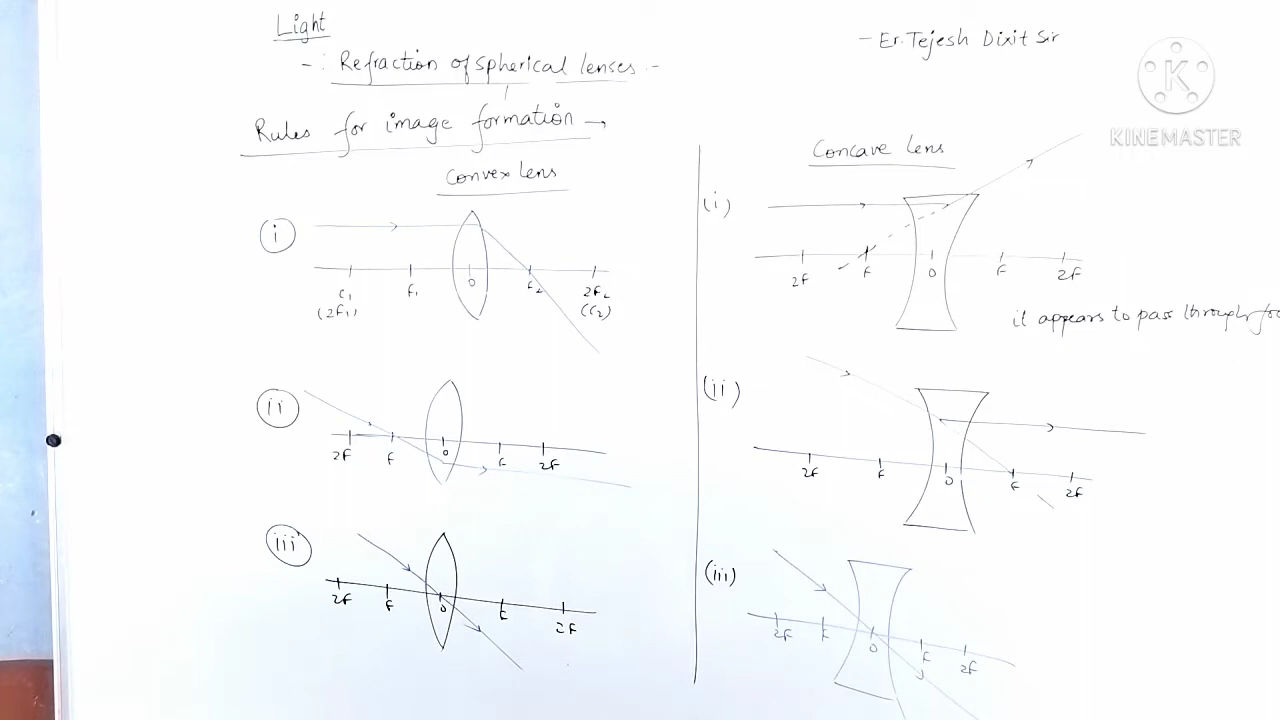 Light
- Er. Tejesh Dixit Sir
-: Refraction of spherical lenses -
Rules for image formation →
K
KINEMASTER
Convex lens
Concave lens
(i)
C₁ F₁ O F₂ 2F₂
(2F₁) (C₂)
(i)
2F F O F 2F
it appears to pass through
(ii)
2F F O F 2F
(ii)
2F F O F 2F
(iii)
2F F O F 2F
(iii)
2F F O F 2F